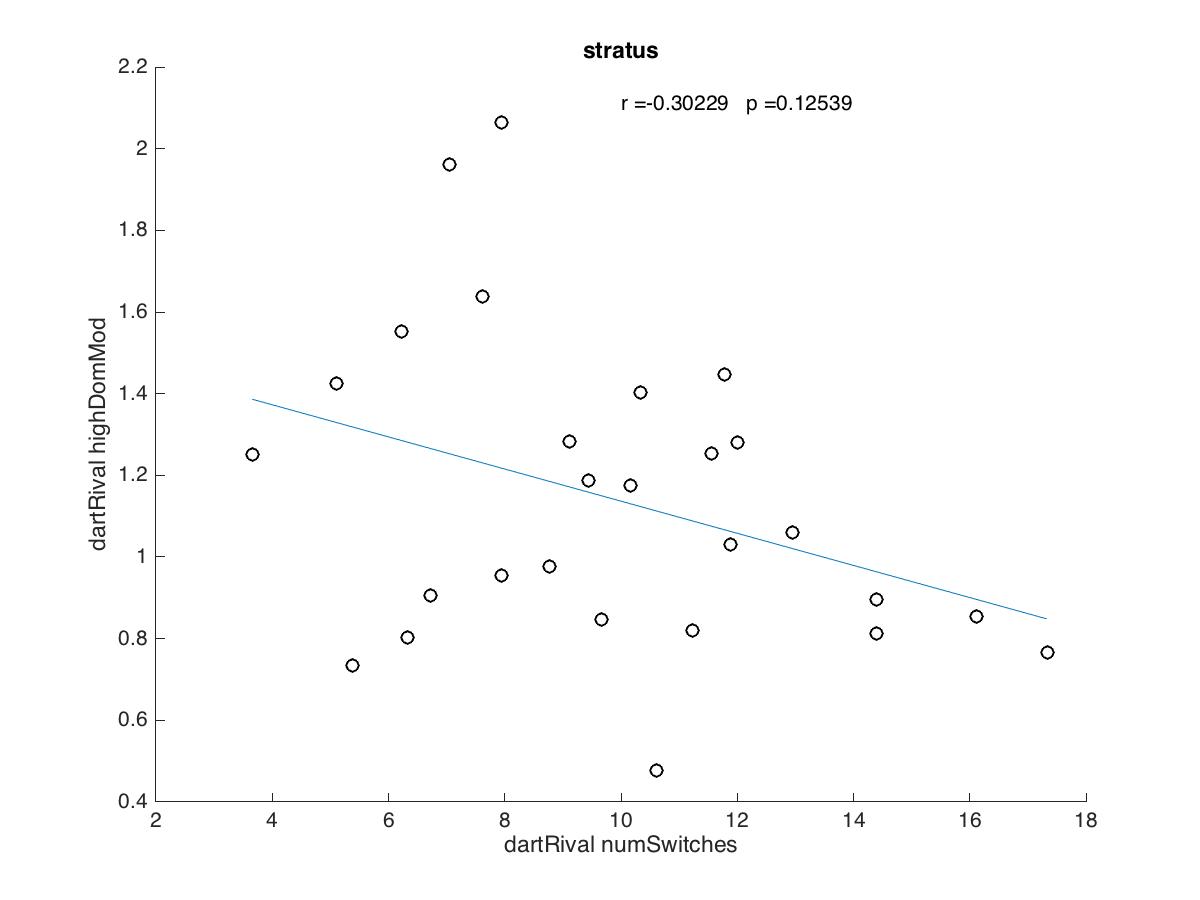 stratus
r =-0.30229 p =0.12539
2.2
2
1.8
1.6
1.4
1.2
1
0.8
0.6
0.4
dartRival highDomMod
2 4 6 8 10 12 14 16 18
dartRival numSwitches